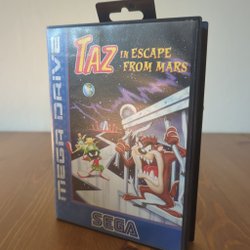 TAZ IN ESCAPE
FROM MARS
MEGA DRIVE
SEGA